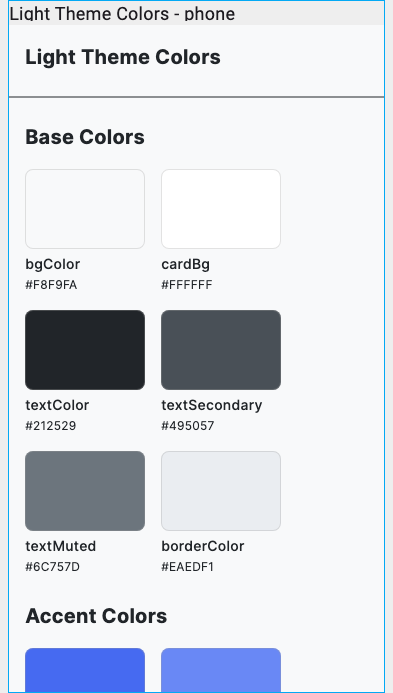 Light Theme Colors - phone
Light Theme Colors
Base Colors
bgColor
#F8F9FA
cardBg
#FFFFFF
textColor
#212529
textSecondary
#495057
textMuted
#6C757D
borderColor
#EAEDF1
Accent Colors